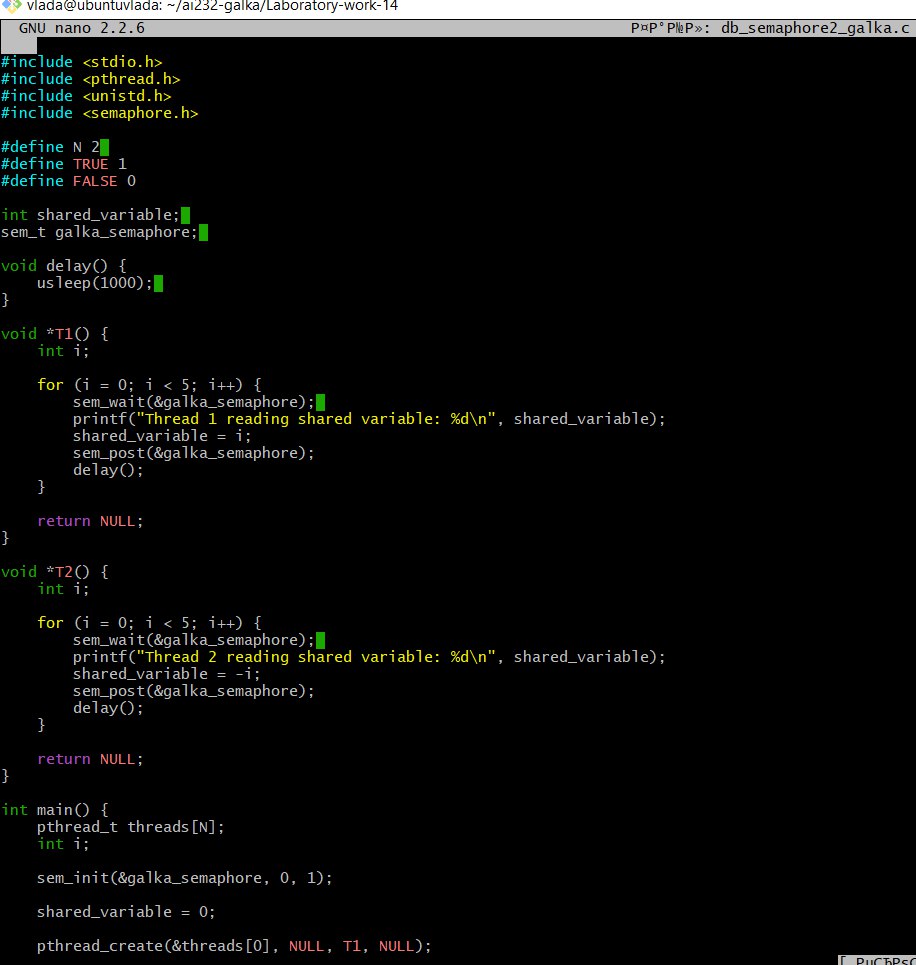 vlada@ubuntuvlada: ~/ai232-galka/Laboratory-work-14
GNU nano 2.2.6 Р¤Р°Р№Р»: db_semaphore2_galka.c
#include <stdio.h>
#include <pthread.h>
#include <unistd.h>
#include <semaphore.h>
#define N 2
#define TRUE 1
#define FALSE 0
int shared_variable;
sem_t galka_semaphore;
void delay() {
usleep(1000);
}
void *T1() {
int i;
for (i = 0; i < 5; i++) {
sem_wait(&galka_semaphore);
printf("Thread 1 reading shared variable: %d\n", shared_variable);
shared_variable = i;
sem_post(&galka_semaphore);
delay();
}
return NULL;
}
void *T2() {
int i;
for (i = 0; i < 5; i++) {
sem_wait(&galka_semaphore);
printf("Thread 2 reading shared variable: %d\n", shared_variable);
shared_variable = -i;
sem_post(&galka_semaphore);
delay();
}
return NULL;
}
int main() {
pthread_t threads[N];
int i;
sem_init(&galka_semaphore, 0, 1);
shared_variable = 0;
pthread_create(&threads[0], NULL, T1, NULL);